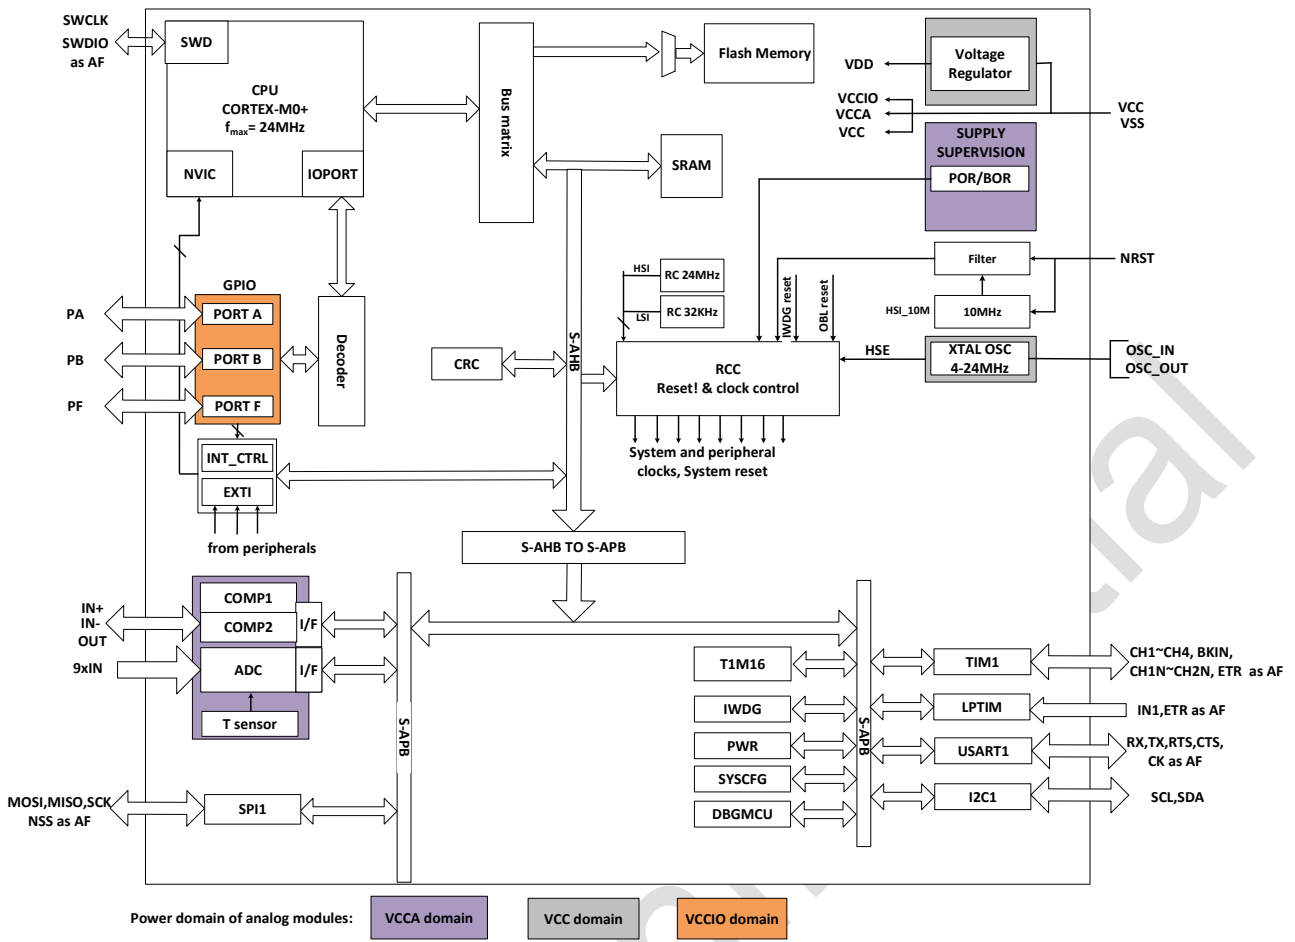 SWCLK
SWDIO
as AF
SWD
CPU
CORTEX-M0+
fmax= 24MHz
NVIC
IOPORT
Bus matrix
Flash Memory
SRAM
VDD
Voltage
Regulator
VCCIO
VCCA
VCC
VCC
VSS
SUPPLY
SUPERVISION
POR/BOR
Filter
NRST
HSI_10M
10MHz
HSI
RC 24MHz
LSI
RC 32KHz
IWDG reset
OBL reset
GPIO
PA
PORT A
PB
PORT B
PF
PORT F
Decoder
CRC
S-AHB
RCC
Reset! & clock control
HSE
XTAL OSC
4-24MHz
OSC_IN
OSC_OUT
System and peripheral
clocks, System reset
INT_CTRL
EXTI
from peripherals
S-AHB TO S-APB
IN+
IN-
OUT
COMP1
COMP2
I/F
9xIN
ADC
I/F
T sensor
S-APB
MOSI,MISO,SCK
NSS as AF
SPI1
T1M16
IWDG
PWR
SYSCFG
DBGMCU
S-APB
TIM1
CH1~CH4, BKIN,
CH1N~CH2N, ETR as AF
LPTIM
IN1,ETR as AF
USART1
RX,TX,RTS,CTS,
CK as AF
I2C1
SCL,SDA
Power domain of analog modules:
VCCA domain
VCC domain
VCCIO domain